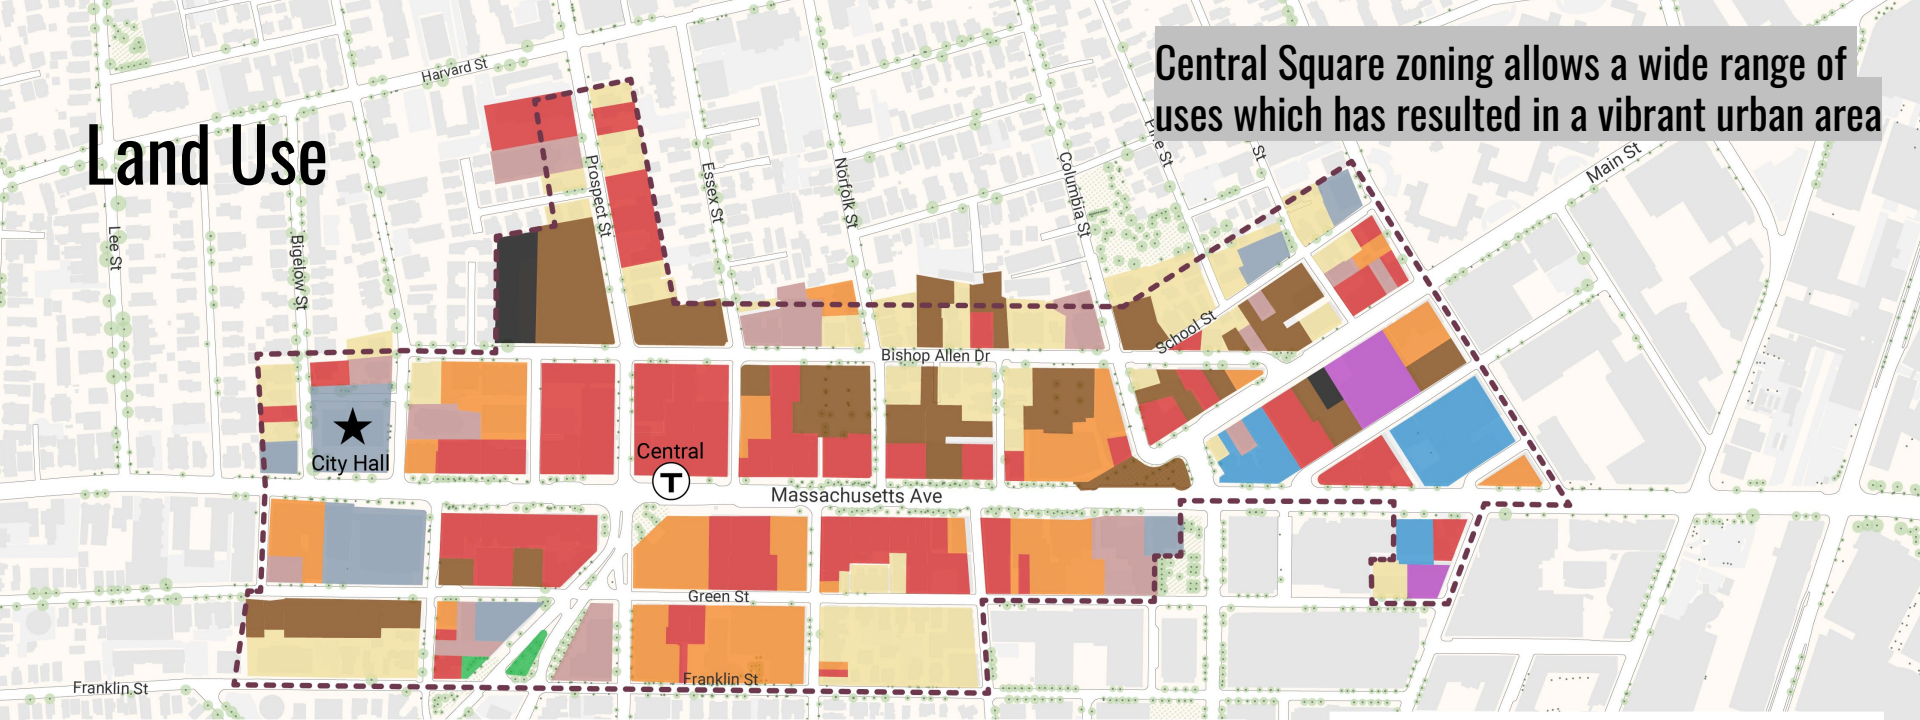 Central Square zoning allows a wide range of
uses which has resulted in a vibrant urban area
Land Use
Harvard St
Lee St
Bigelow St
Prospect St
Essex St
Norfolk St
Columbia St
St
St
Main St
School St
Bishop Allen Dr
City Hall
Central
T
Massachusetts Ave
Green St
Franklin St
Franklin St